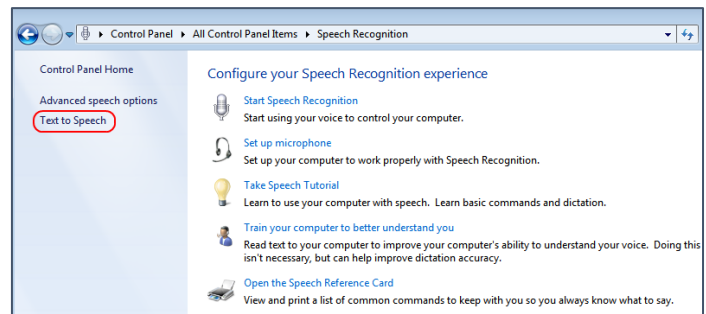 Control Panel ▸ All Control Panel Items ▸ Speech Recognition
Control Panel Home
Advanced speech options
Text to Speech
Configure your Speech Recognition experience
Start Speech Recognition
Start using your voice to control your computer.
Set up microphone
Set up your computer to work properly with Speech Recognition.
Take Speech Tutorial
Learn to use your computer with speech. Learn basic commands and dictation.
Train your computer to better understand you
Read text to your computer to improve your computer's ability to understand your voice. Doing this
isn't necessary, but can help improve dictation accuracy.
Open the Speech Reference Card
View and print a list of common commands to keep with you so you always know what to say.